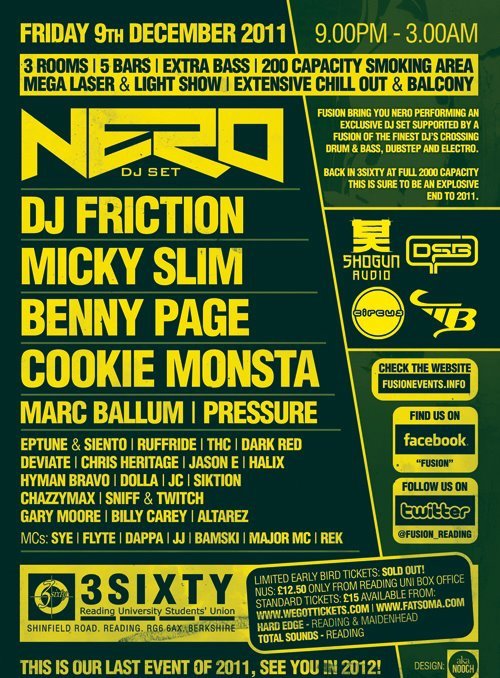 FRIDAY 9TH DECEMBER 2011
9.00PM - 3.00AM
3 ROOMS | 5 BARS | EXTRA BASS | 200 CAPACITY SMOKING AREA
MEGA LASER & LIGHT SHOW | EXTENSIVE CHILL OUT & BALCONY
NERO
DJ SET
FUSION BRING YOU NERO PERFORMING AN
EXCLUSIVE DJ SET SUPPORTED BY A
FUSION OF THE FINEST DJ'S CROSSING
DRUM & BASS, DUBSTEP AND ELECTRO.
BACK IN 3SIXTY AT FULL 2000 CAPACITY
THIS IS SURE TO BE AN EXPLOSIVE
END TO 2011.
DJ FRICTION
MICKY SLIM
BENNY PAGE
COOKIE MONSTA
MARC BALLUM | PRESSURE
EPTUNE & SIENTO | RUFFRIDE | THC | DARK RED
DEVIATE | CHRIS HERITAGE | JASON E | HALIX
HYMAN BRAVO | DOLLA | JC | SIKTION
CHAZZYMAX | SNIFF & TWITCH
GARY MOORE | BILLY CAREY | ALTAREZ
MCs: SYE | FLYTE | DAPPA | JJ | BAMSKI | MAJOR MC | REK
SHOGUN
AUDIO
DSB
CIRCUS
CHECK THE WEBSITE
FUSIONEVENTS.INFO
FIND US ON
facebook
"FUSION"
FOLLOW US ON
twitter
@FUSION_READING
3SIXTY
3SIXTY
Reading University Students' Union
SHINFIELD ROAD. READING. RG6 6AX. BERKSHIRE
LIMITED EARLY BIRD TICKETS: SOLD OUT!
NUS: £12.50 ONLY FROM READING UNI BOX OFFICE
STANDARD TICKETS: £15 AVAILABLE FROM:
WWW.WEGOTTICKETS.COM | WWW.FATSOMA.COM
HARD EDGE - READING & MAIDENHEAD
TOTAL SOUNDS - READING
THIS IS OUR LAST EVENT OF 2011, SEE YOU IN 2012!
DESIGN:
aka
NOOCH